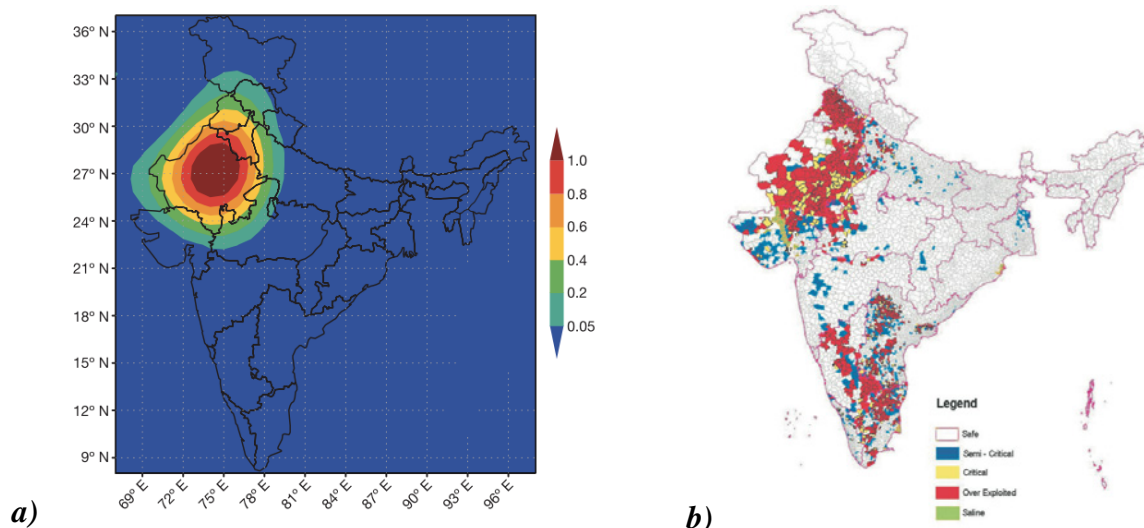 36° N
33° N
30° N
27° N
24° N
21° N
18° N
15° N
12° N
9° N
69° E 72° E 75° E 78° E 81° E 84° E 87° E 90° E 93° E 96° E
1.0
0.8
0.6
0.4
0.2
0.05
a)
Legend
Safe
Semi - Critical
Critical
Over Exploited
Saline
b)